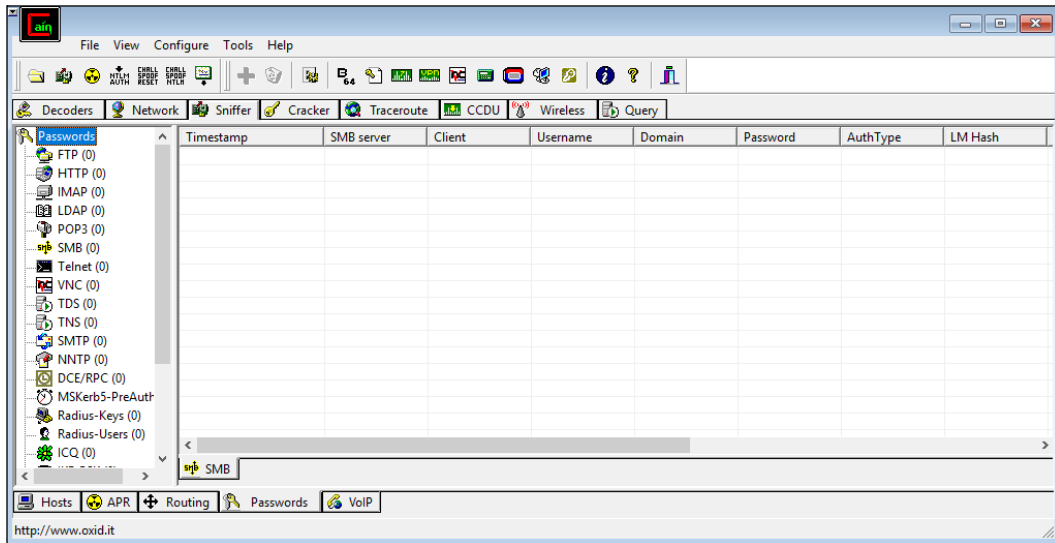 Cain
File View Configure Tools Help
NTLM AUTH CHALL SPOOF RESET CHALL SPOOF NTLM B64
Decoders Network Sniffer Cracker Traceroute CCDU Wireless Query
Passwords Timestamp SMB server Client Username Domain Password AuthType LM Hash
FTP (0)
HTTP (0)
IMAP (0)
LDAP (0)
POP3 (0)
SMB (0)
Telnet (0)
VNC (0)
TDS (0)
TNS (0)
SMTP (0)
NNTP (0)
DCE/RPC (0)
MSKerb5-PreAuth
Radius-Keys (0)
Radius-Users (0)
ICQ (0)
SMB
Hosts APR Routing Passwords VoIP
http://www.oxid.it